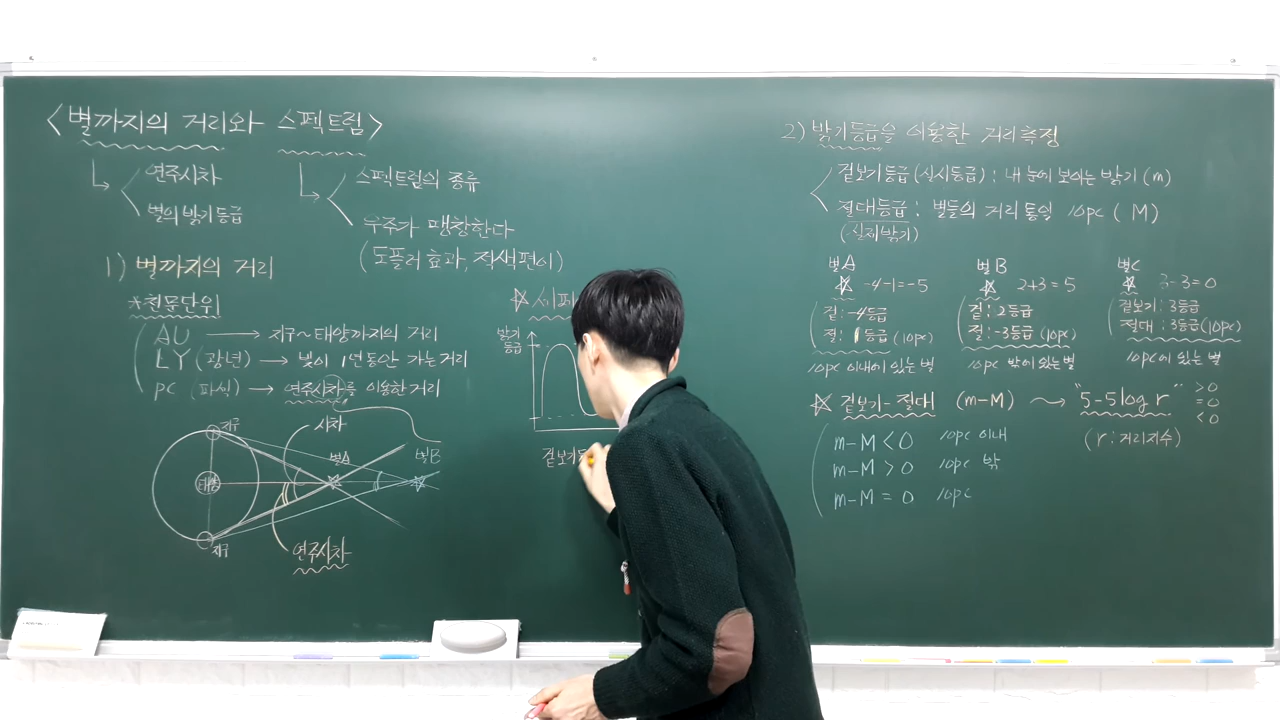 <별까지의 거리와 스펙트럼>
연주시차
별의 밝기 등급
스펙트럼의 종류
우주가 팽창한다
(도플러 효과, 적색편이)
1) 별까지의 거리
*천문단위
AU → 지구~태양까지의 거리
LY (광년) → 빛이 1년동안 가는 거리
pc (파섹) → 연주시차를 이용한 거리
지구
시차
별A
별B
태양
지구
연주시차
☆세페
밝기
등급
겉보기
2) 밝기등급을 이용한 거리측정
겉보기 등급 (실시등급) : 내 눈에 보이는 밝기 (m)
절대등급 : 별들의 거리 통일 10pc ( M )
(실제밝기)
별A
☆ -4-1=-5
겉: -4등급
절: 1등급 (10pc)
10pc 이내에 있는 별
별B
☆ 2+3=5
겉: 2등급
절: -3등급 (10pc)
10pc 밖에 있는 별
별C
☆ 3-3=0
겉보기: 3등급
절대: 3등급(10pc)
10pc에 있는 별
☆ 겉보기-절대 (m-M) → "5-5log r" >0 =0 <0
(r:거리지수)
m-M < 0 10pc 이내
m-M > 0 10pc 밖
m-M = 0 10pc